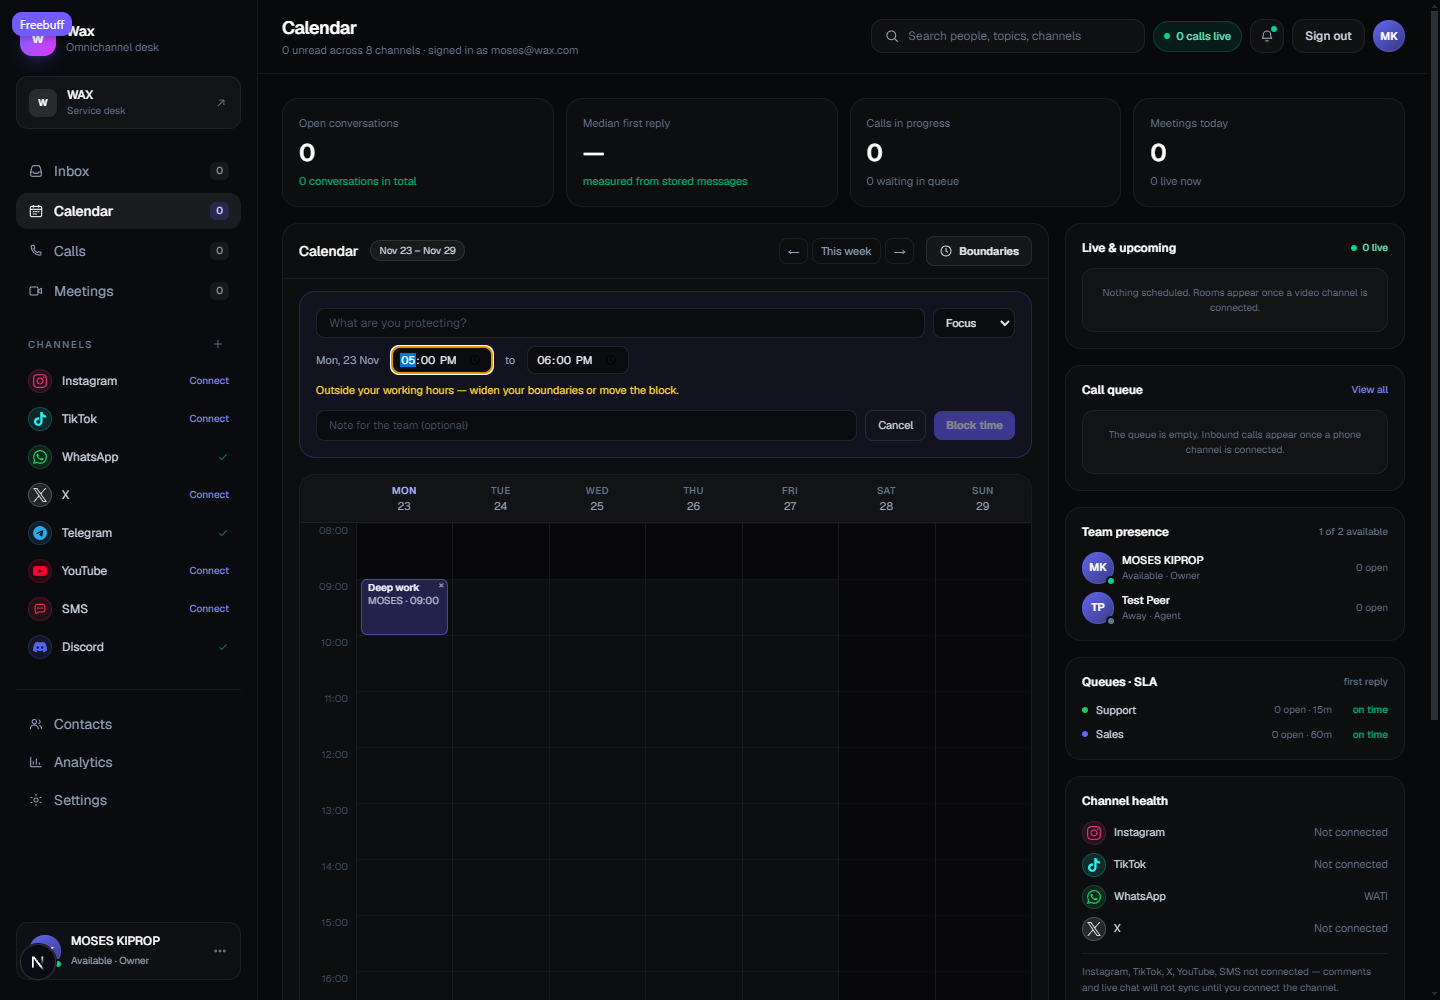 Freebuff
W
Wax
Omnichannel desk
W
WAX
Service desk
Inbox 0
Calendar 0
Calls 0
Meetings 0
CHANNELS
Instagram Connect
TikTok Connect
WhatsApp
X Connect
Telegram
YouTube Connect
SMS Connect
Discord
Contacts
Analytics
Settings
N
MOSES KIPROP
Available · Owner
Calendar
0 unread across 8 channels · signed in as moses@wax.com
Search people, topics, channels
0 calls live
Sign out
MK
Open conversations
0
0 conversations in total
Median first reply
—
measured from stored messages
Calls in progress
0
0 waiting in queue
Meetings today
0
0 live now
Calendar
Nov 23 – Nov 29
← This week →
Boundaries
What are you protecting?
Focus
Mon, 23 Nov 05:00 PM to 06:00 PM
Outside your working hours — widen your boundaries or move the block.
Note for the team (optional)
Cancel
Block time
MON TUE WED THU FRI SAT SUN
23 24 25 26 27 28 29
08:00
09:00
Deep work ×
MOSES · 09:00
10:00
11:00
12:00
13:00
14:00
15:00
16:00
Live & upcoming 0 live
Nothing scheduled. Rooms appear once a video channel is
connected.
Call queue View all
The queue is empty. Inbound calls appear once a phone
channel is connected.
Team presence 1 of 2 available
MK
MOSES KIPROP
Available · Owner
0 open
TP
Test Peer
Away · Agent
0 open
Queues · SLA first reply
Support 0 open · 15m on time
Sales 0 open · 60m on time
Channel health
Instagram Not connected
TikTok Not connected
WhatsApp WATI
X Not connected
Instagram, TikTok, X, YouTube, SMS not connected — comments
and live chat will not sync until you connect the channel.